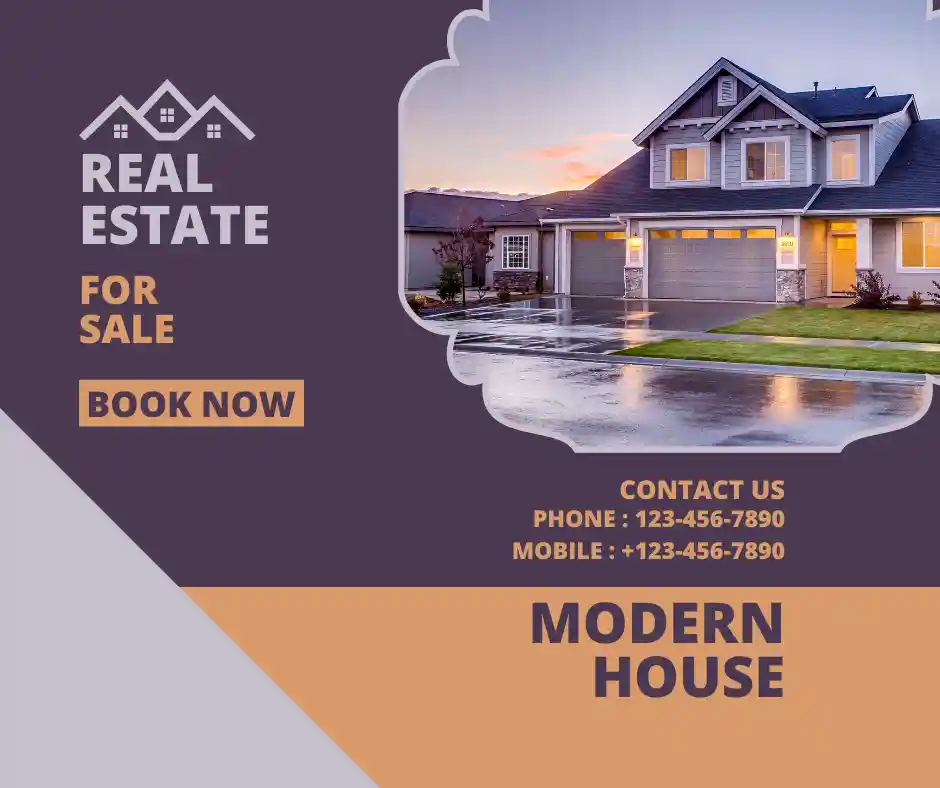 REAL
ESTATE
FOR
SALE
BOOK NOW
CONTACT US
PHONE : 123-456-7890
MOBILE : +123-456-7890
MODERN
HOUSE